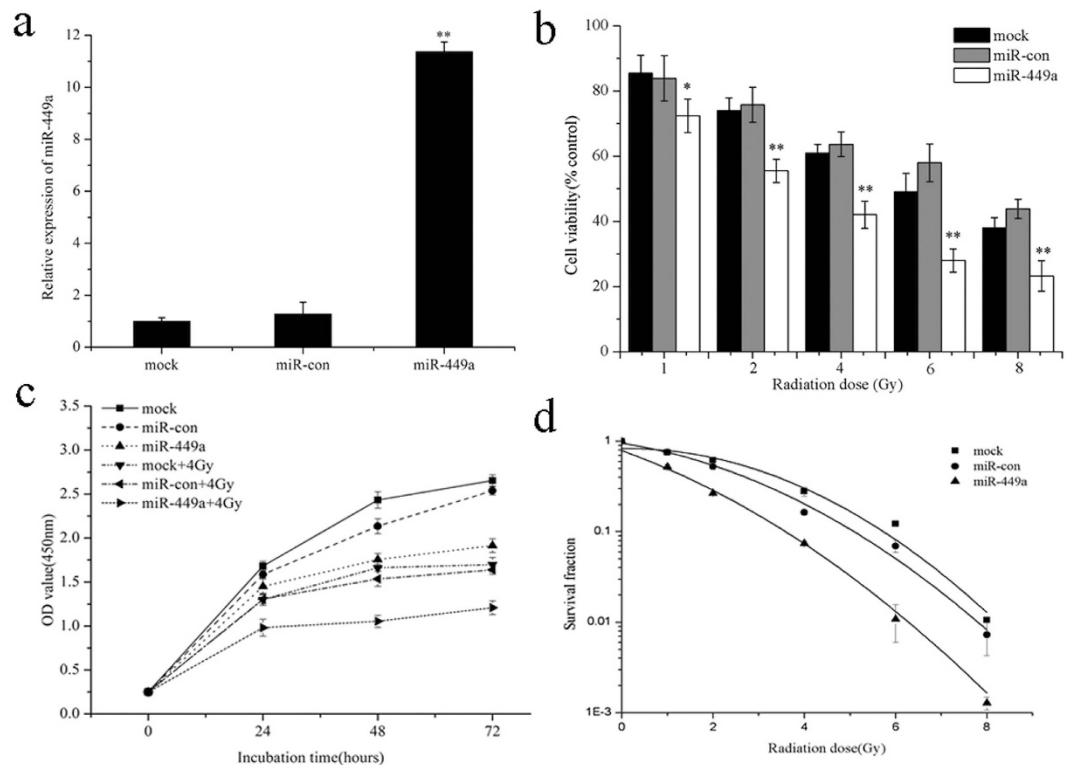 a
12
10
8
6
4
2
0
Relative expression of miR-449a
**
mock
miR-con
miR-449a
b
mock
miR-con
miR-449a
100
80
60
40
20
0
Cell viability(% control)
*
**
**
**
**
1
2
4
6
8
Radiation dose (Gy)
c
3.5
3.0
2.5
2.0
1.5
1.0
0.5
0.0
OD value(450nm)
mock
miR-con
miR-449a
mock+4Gy
miR-con+4Gy
miR-449a+4Gy
0
24
48
72
Incubation time(hours)
d
1
0.1
0.01
1E-3
Survival fraction
mock
miR-con
miR-449a
0
2
4
6
8
Radiation dose(Gy)